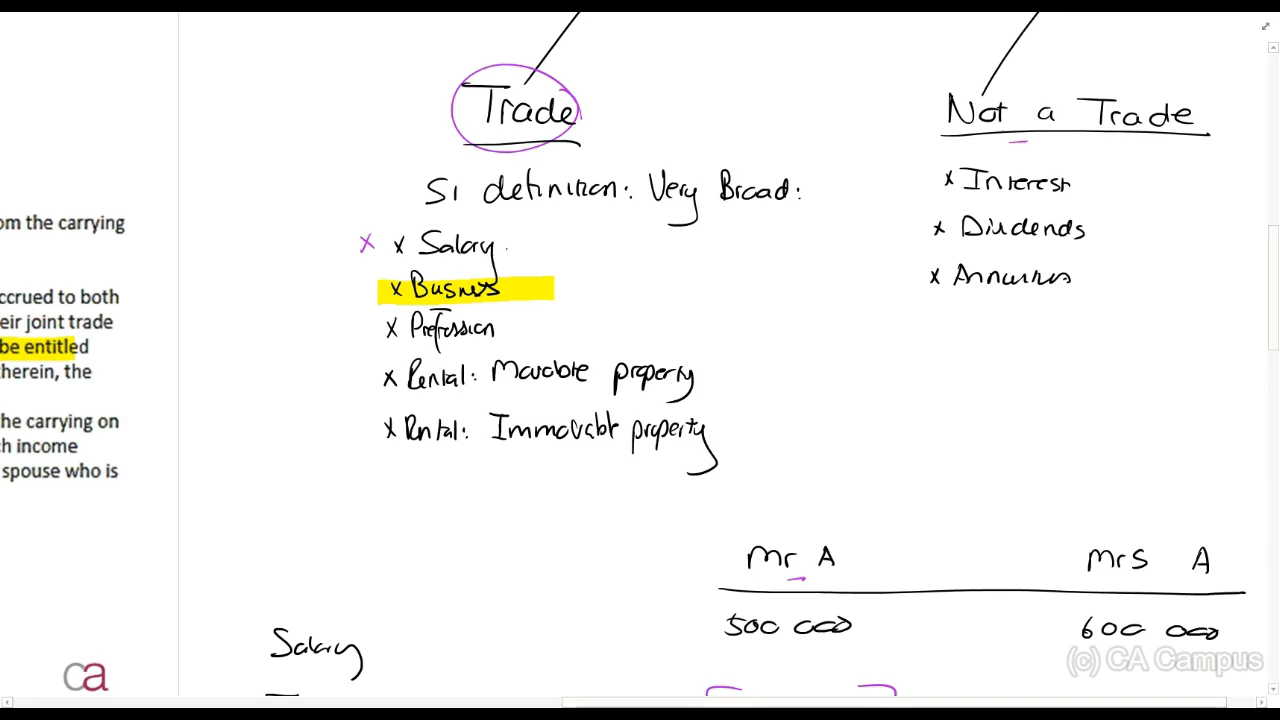 Trade
Not a Trade
S1 definition: Very Broad:
x Interest
x Dividends
x Annuities
x x Salary
x Business
x Profession
x Rental: Movable property
x Rental: Immovable property
om the carrying
ccrued to both
eir joint trade
be entitled
herein, the
he carrying on
ch income
spouse who is
Mr A Mrs A
Salary 500 000 600 000
(c) CA Campus
ca